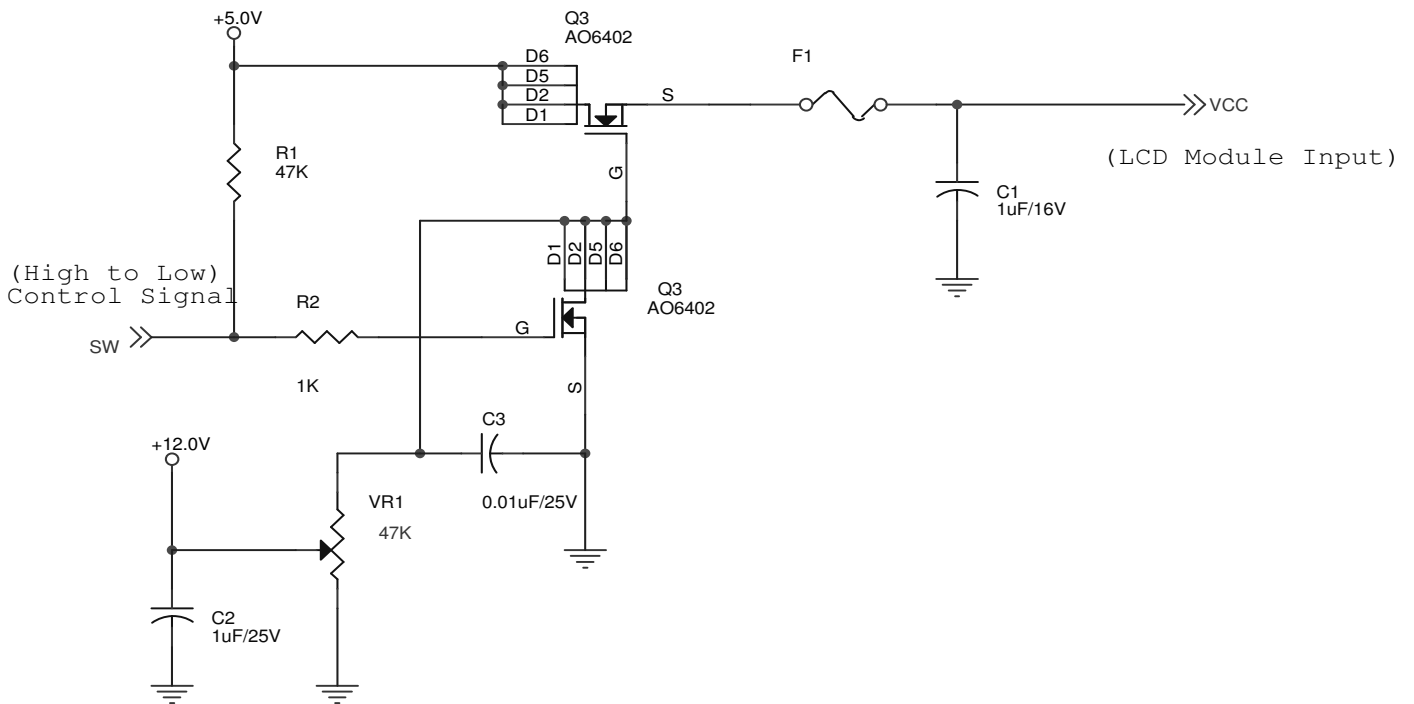 +5.0V
Q3
AO6402
D6
D5
D2
D1
S
F1
VCC
(LCD Module Input)
R1
47K
G
C1
1uF/16V
D1
D2
D5
D6
(High to Low)
Control Signal
R2
Q3
AO6402
SW
G
1K
S
C3
+12.0V
VR1
0.01uF/25V
47K
C2
1uF/25V